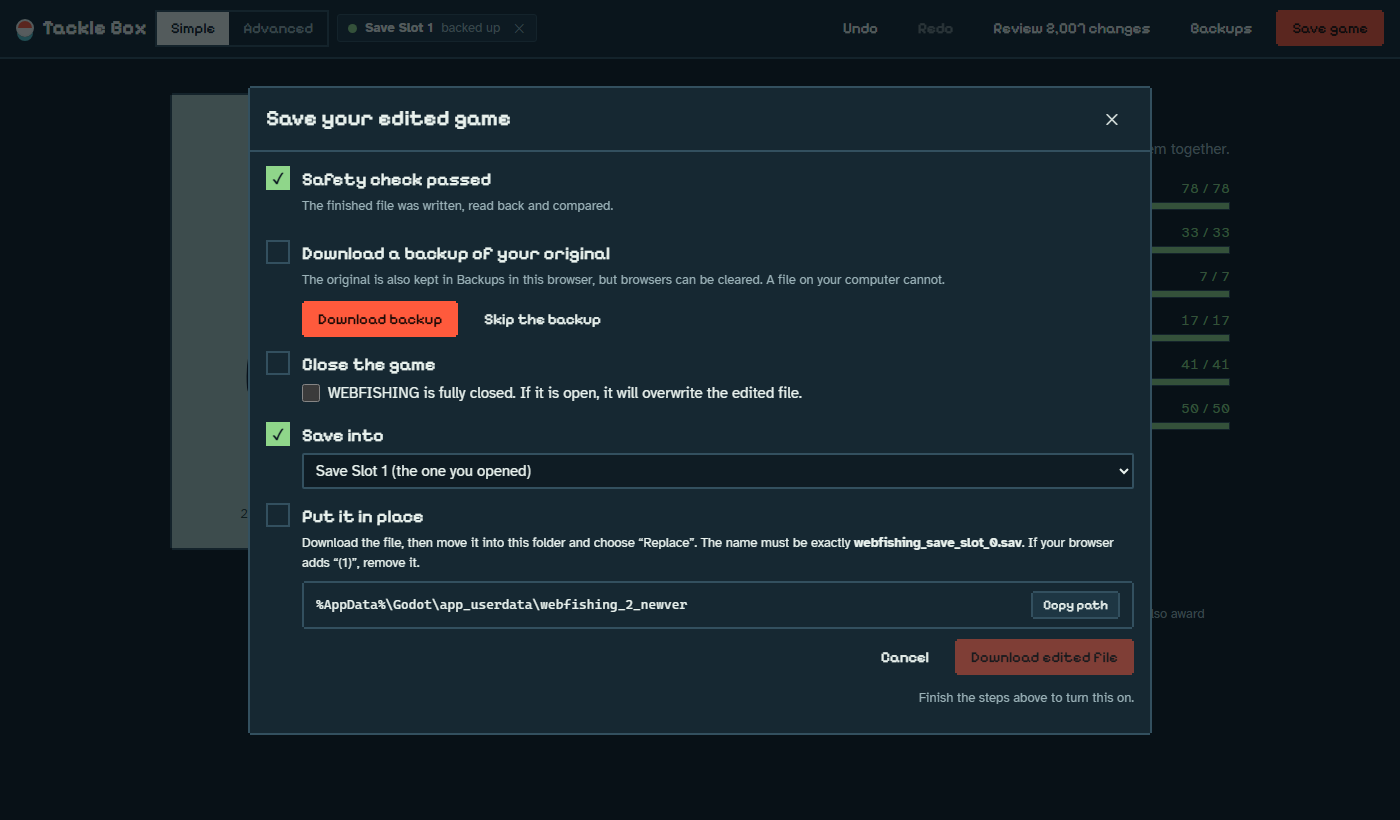 Tackle Box
Simple
Advanced
Save Slot 1 backed up
Undo
Redo
Review 2,007 changes
Backups
Save game
Save your edited game
em together.
Safety check passed
The finished file was written, read back and compared.
78 / 78
33 / 33
Download a backup of your original
The original is also kept in Backups in this browser, but browsers can be cleared. A file on your computer cannot.
7 / 7
Download backup
Skip the backup
17 / 17
Close the game
41 / 41
WEBFISHING is fully closed. If it is open, it will overwrite the edited file.
50 / 50
Save into
Save Slot 1 (the one you opened)
2
Put it in place
Download the file, then move it into this folder and choose “Replace”. The name must be exactly webfishing_save_slot_0.sav. If your browser
adds “(1)”, remove it.
%AppData%\Godot\app_userdata\webfishing_2_newver
Copy path
lso award
Cancel
Download edited file
Finish the steps above to turn this on.